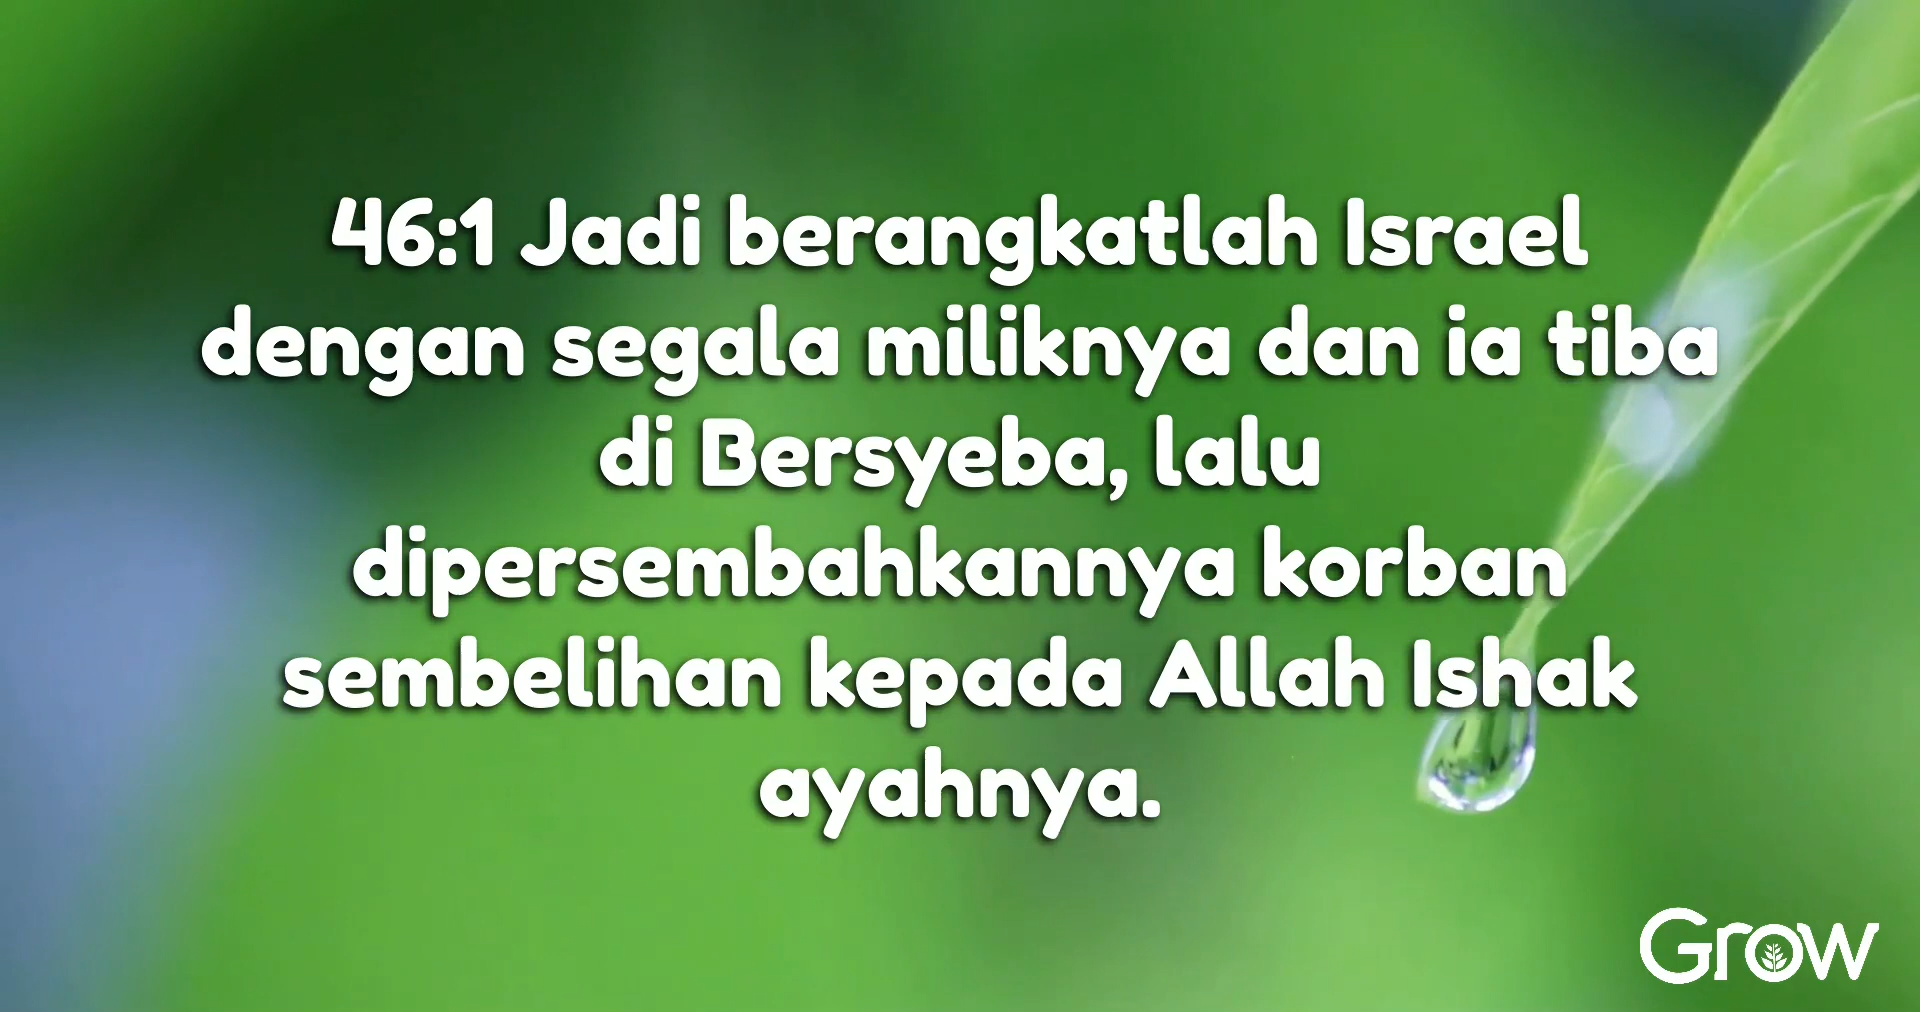 46:1 Jadi berangkatlah Israel
dengan segala miliknya dan ia tiba
di Bersyeba, lalu
dipersembahkannya korban
sembelihan kepada Allah Ishak
ayahnya.
Grow